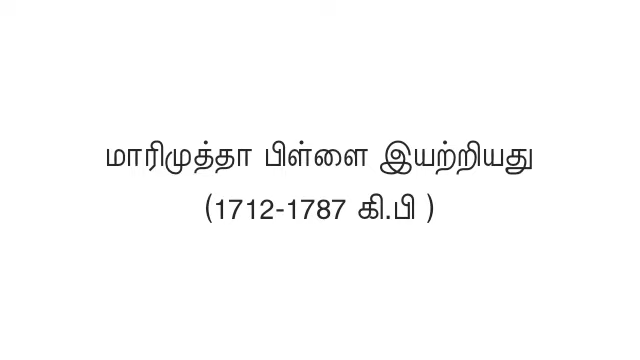 மாரிமுத்தா பிள்ளை இயற்றியது
(1712-1787 கி.பி )